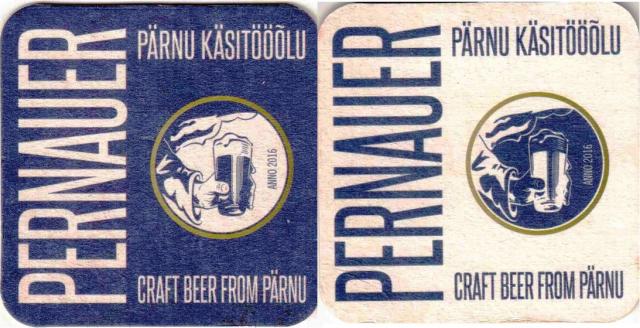 PERNAUER
PÄRNU KÄSITÖÖÕLU
ANNO 2016
CRAFT BEER FROM PÄRNU
PERNAUER
PÄRNU KÄSITÖÖÕLU
ANNO 2016
CRAFT BEER FROM PÄRNU